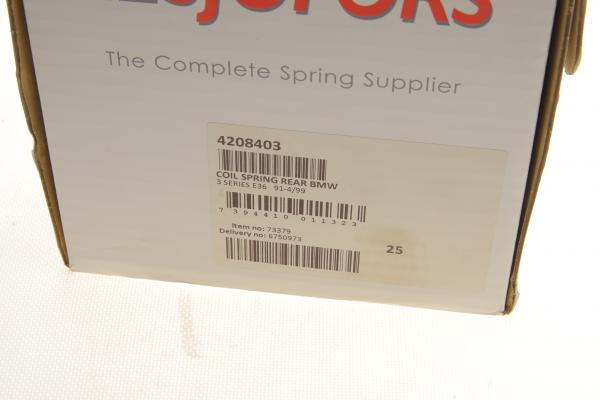 The Complete Spring Supplier
4208403
COIL SPRING REAR BMW
3 SERIES E36 91-4/99
7 394410 011323
Item no: 73379
Delivery no: 6750973
25